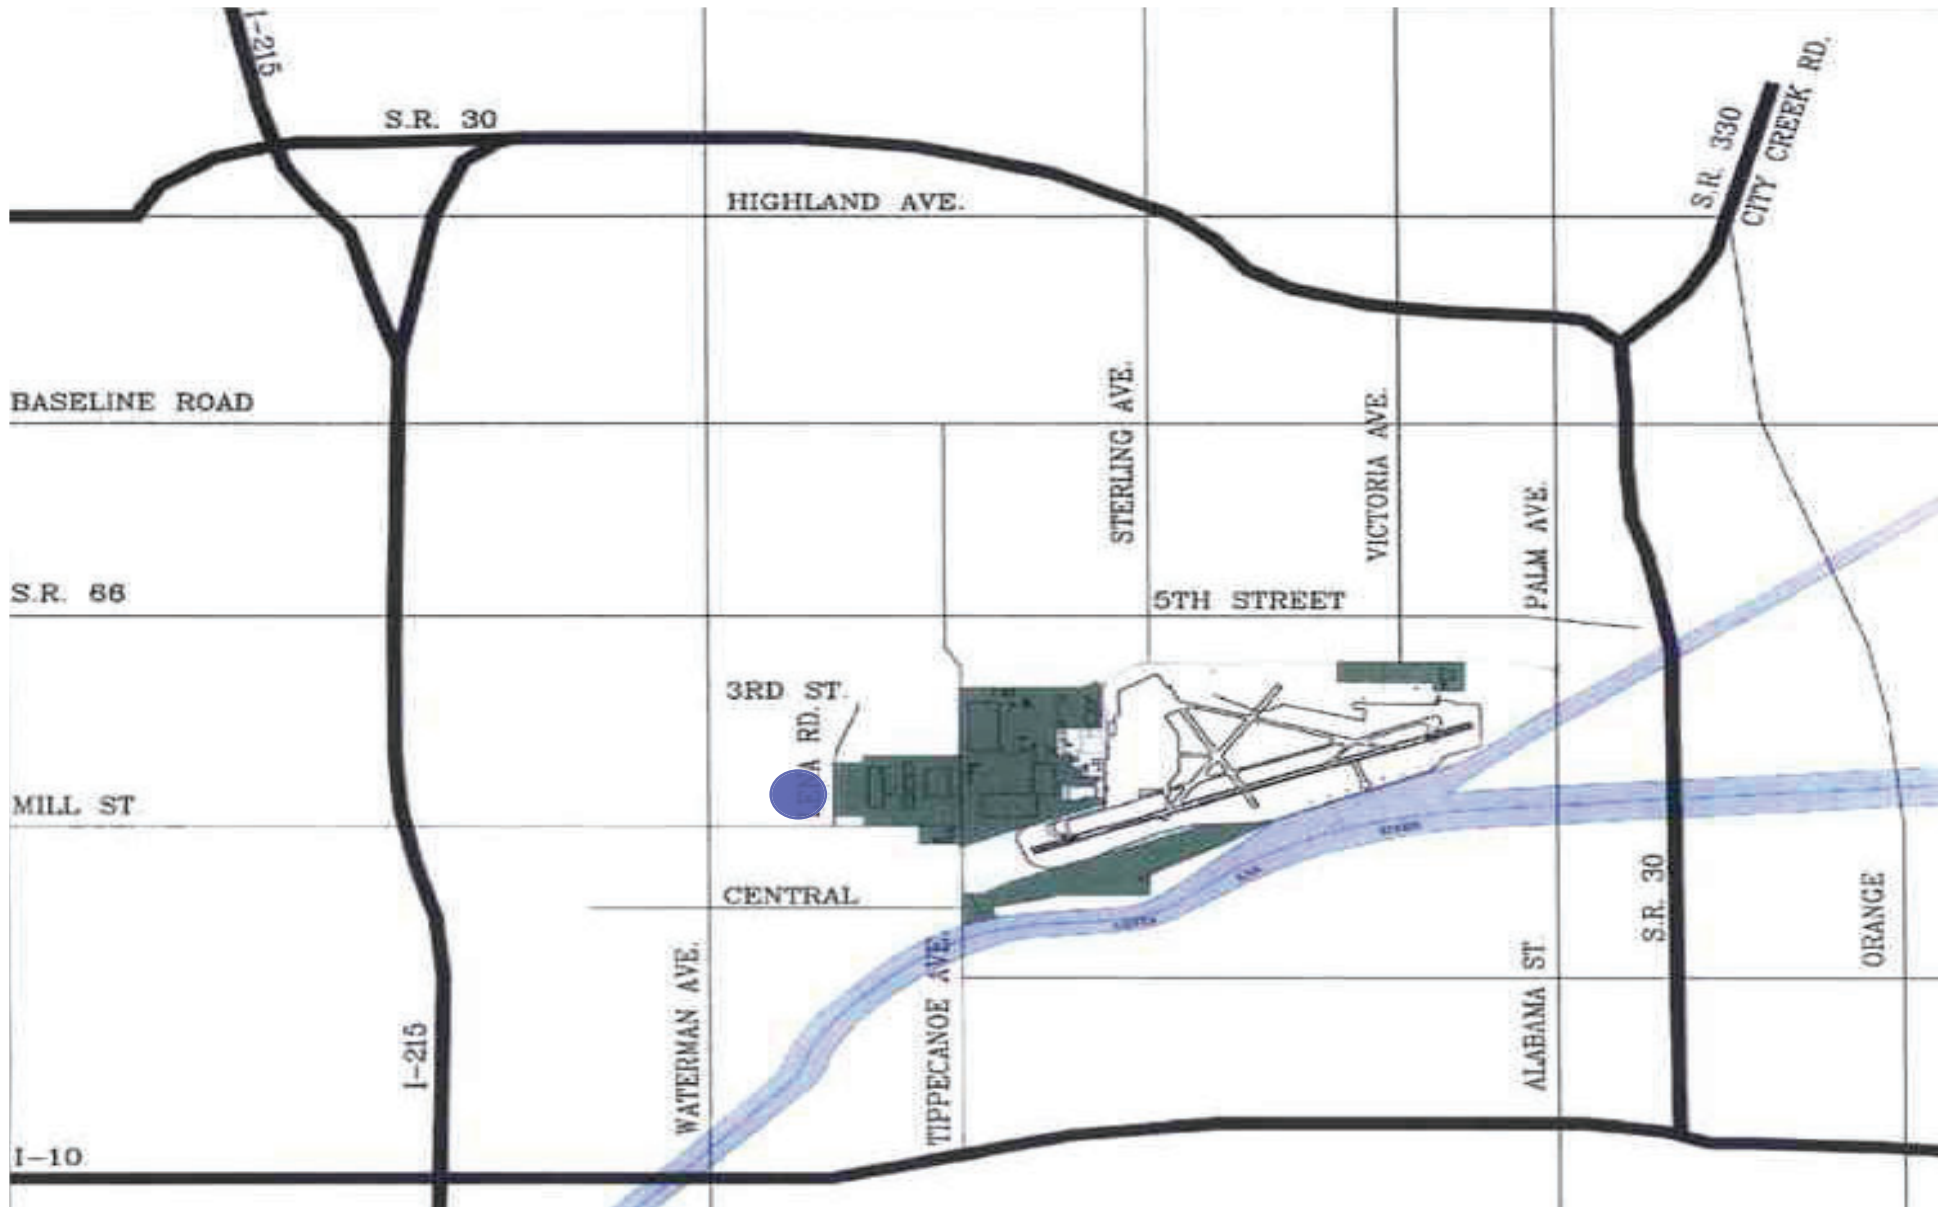 I-215
S.R. 30
S.R. 330
CITY CREEK RD.
HIGHLAND AVE.
BASELINE ROAD
STERLING AVE.
VICTORIA AVE.
PALM AVE.
S.R. 66
5TH STREET
3RD ST.
RD.
MILL ST
CENTRAL
S.R. 30
ORANGE
WATERMAN AVE.
TIPPECANOE AVE.
ALABAMA ST
I-215
I-10